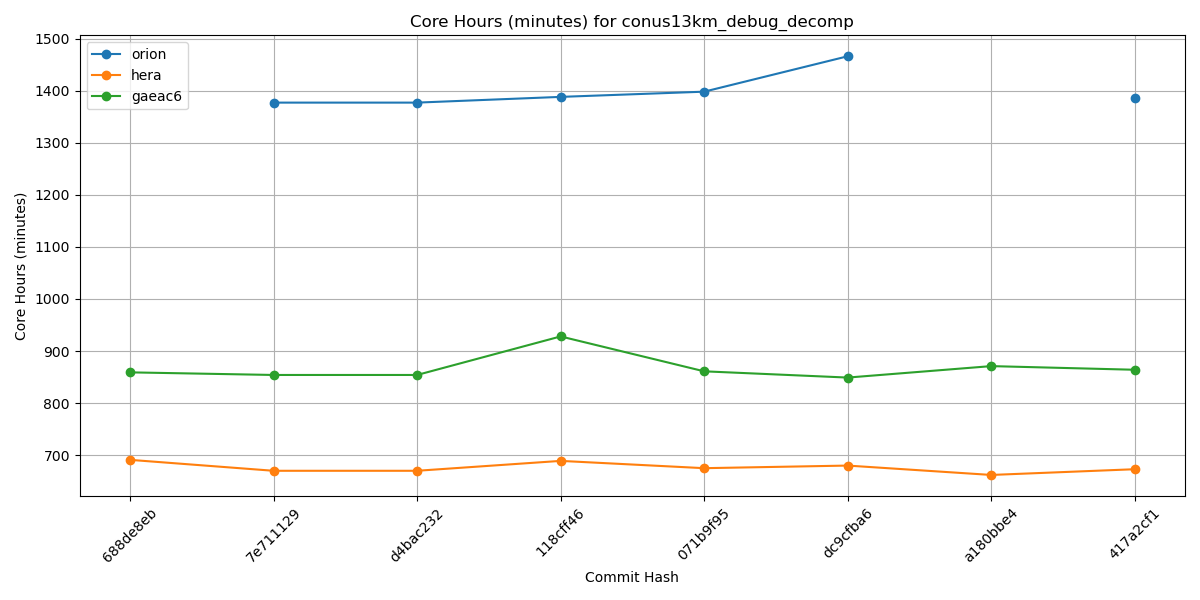 Core Hours (minutes) for conus13km_debug_decomp
orion
hera
gaeac6
Core Hours (minutes)
1500
1400
1300
1200
1100
1000
900
800
700
688de8eb
7e711129
d4bac232
118cff46
071b9f95
dc9cfba6
a180bbe4
417a2cf1
Commit Hash